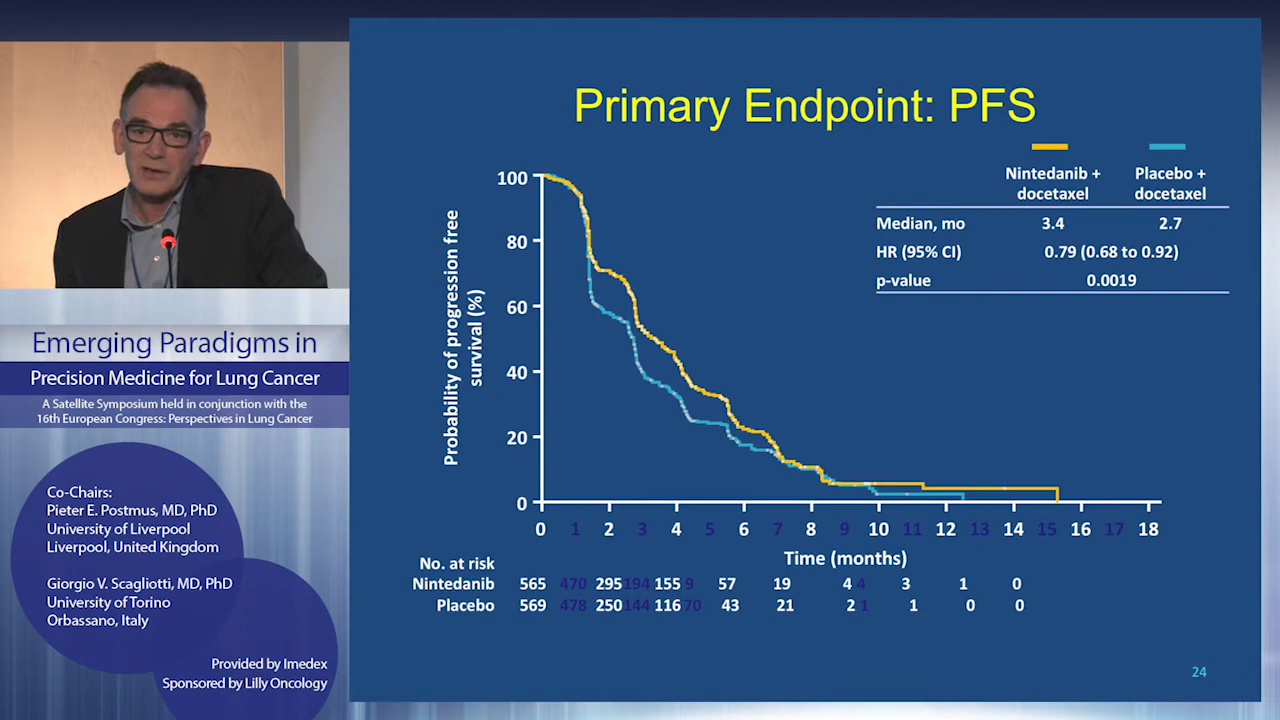 Primary Endpoint: PFS
Nintedanib +
docetaxel
Placebo +
docetaxel
Median, mo 3.4 2.7
HR (95% CI) 0.79 (0.68 to 0.92)
p-value 0.0019
Probability of progression free
survival (%)
100
80
60
40
20
0
0 1 2 3 4 5 6 7 8 9 10 11 12 13 14 15 16 17 18
Time (months)
No. at risk
Nintedanib 565 470 295 194 155 9 57 19 4 4 3 1 0
Placebo 569 478 250 144 116 70 43 21 2 1 1 0 0
24
Emerging Paradigms in
Precision Medicine for Lung Cancer
A Satellite Symposium held in conjunction with the
16th European Congress: Perspectives in Lung Cancer
Co-Chairs:
Pieter E. Postmus, MD, PhD
University of Liverpool
Liverpool, United Kingdom
Giorgio V. Scagliotti, MD, PhD
University of Torino
Orbassano, Italy
Provided by Imedex
Sponsored by Lilly Oncology